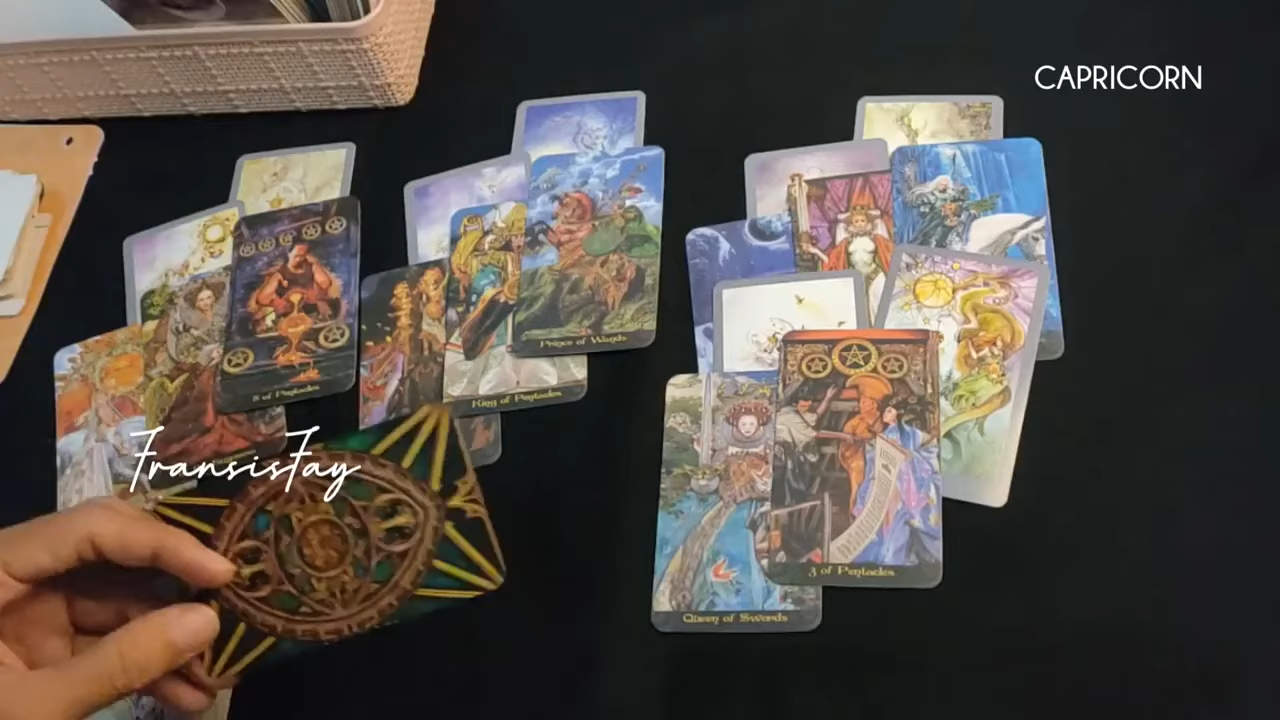 CAPRICORN
Prince of Wands
8 of Pentacles
King of Pentacles
FransisFay
3 of Pentacles
Queen of Swords